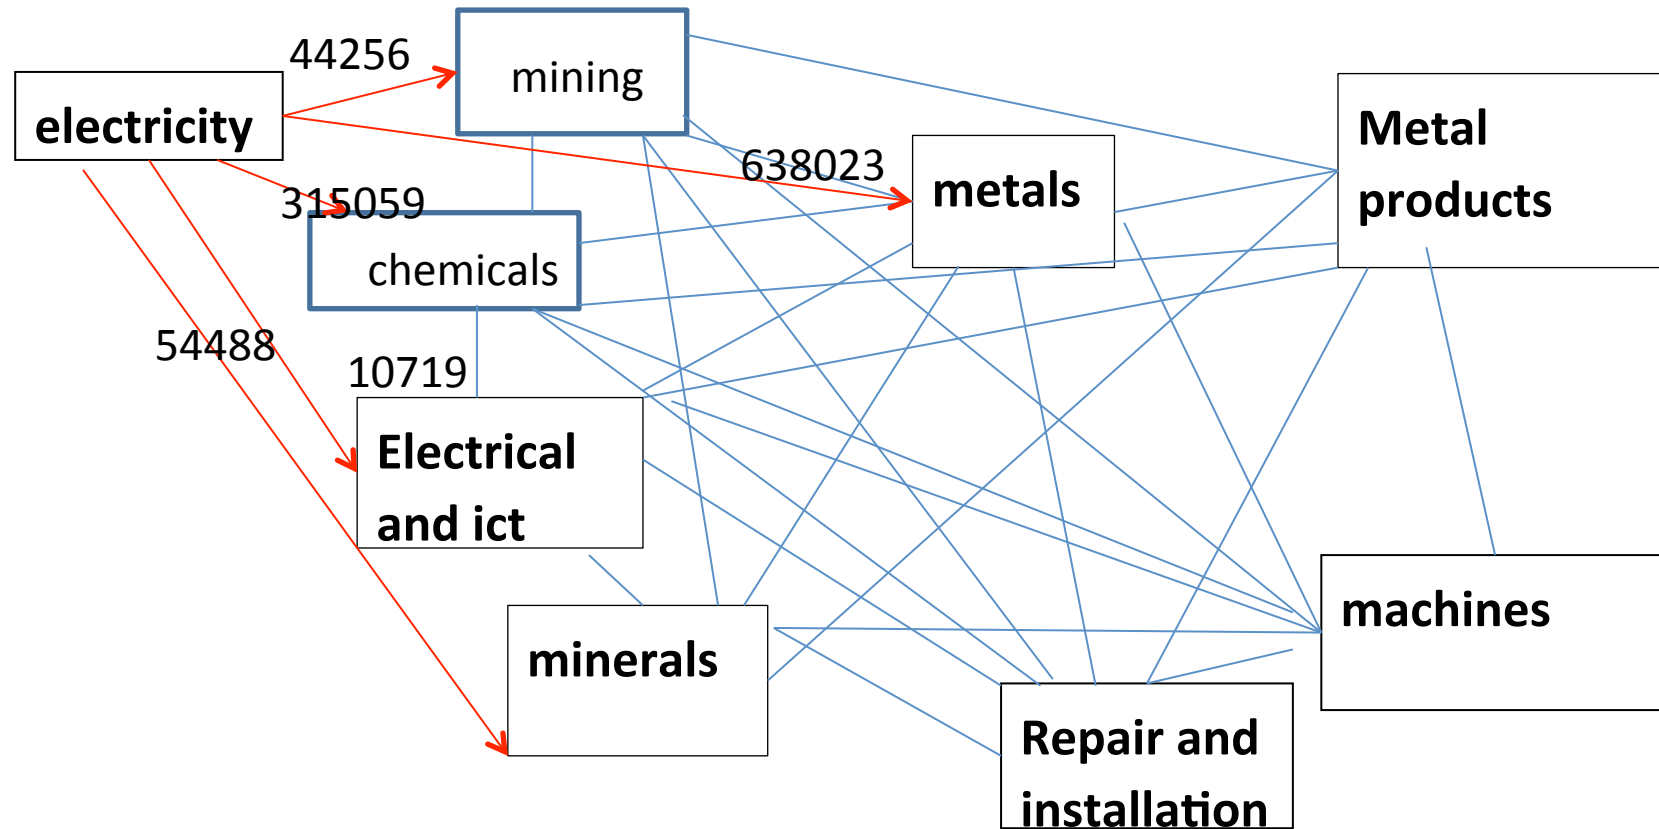 44256
mining
electricity
Metal
products
638023
metals
315059
chemicals
54488
10719
Electrical
and ict
machines
minerals
Repair and
installation